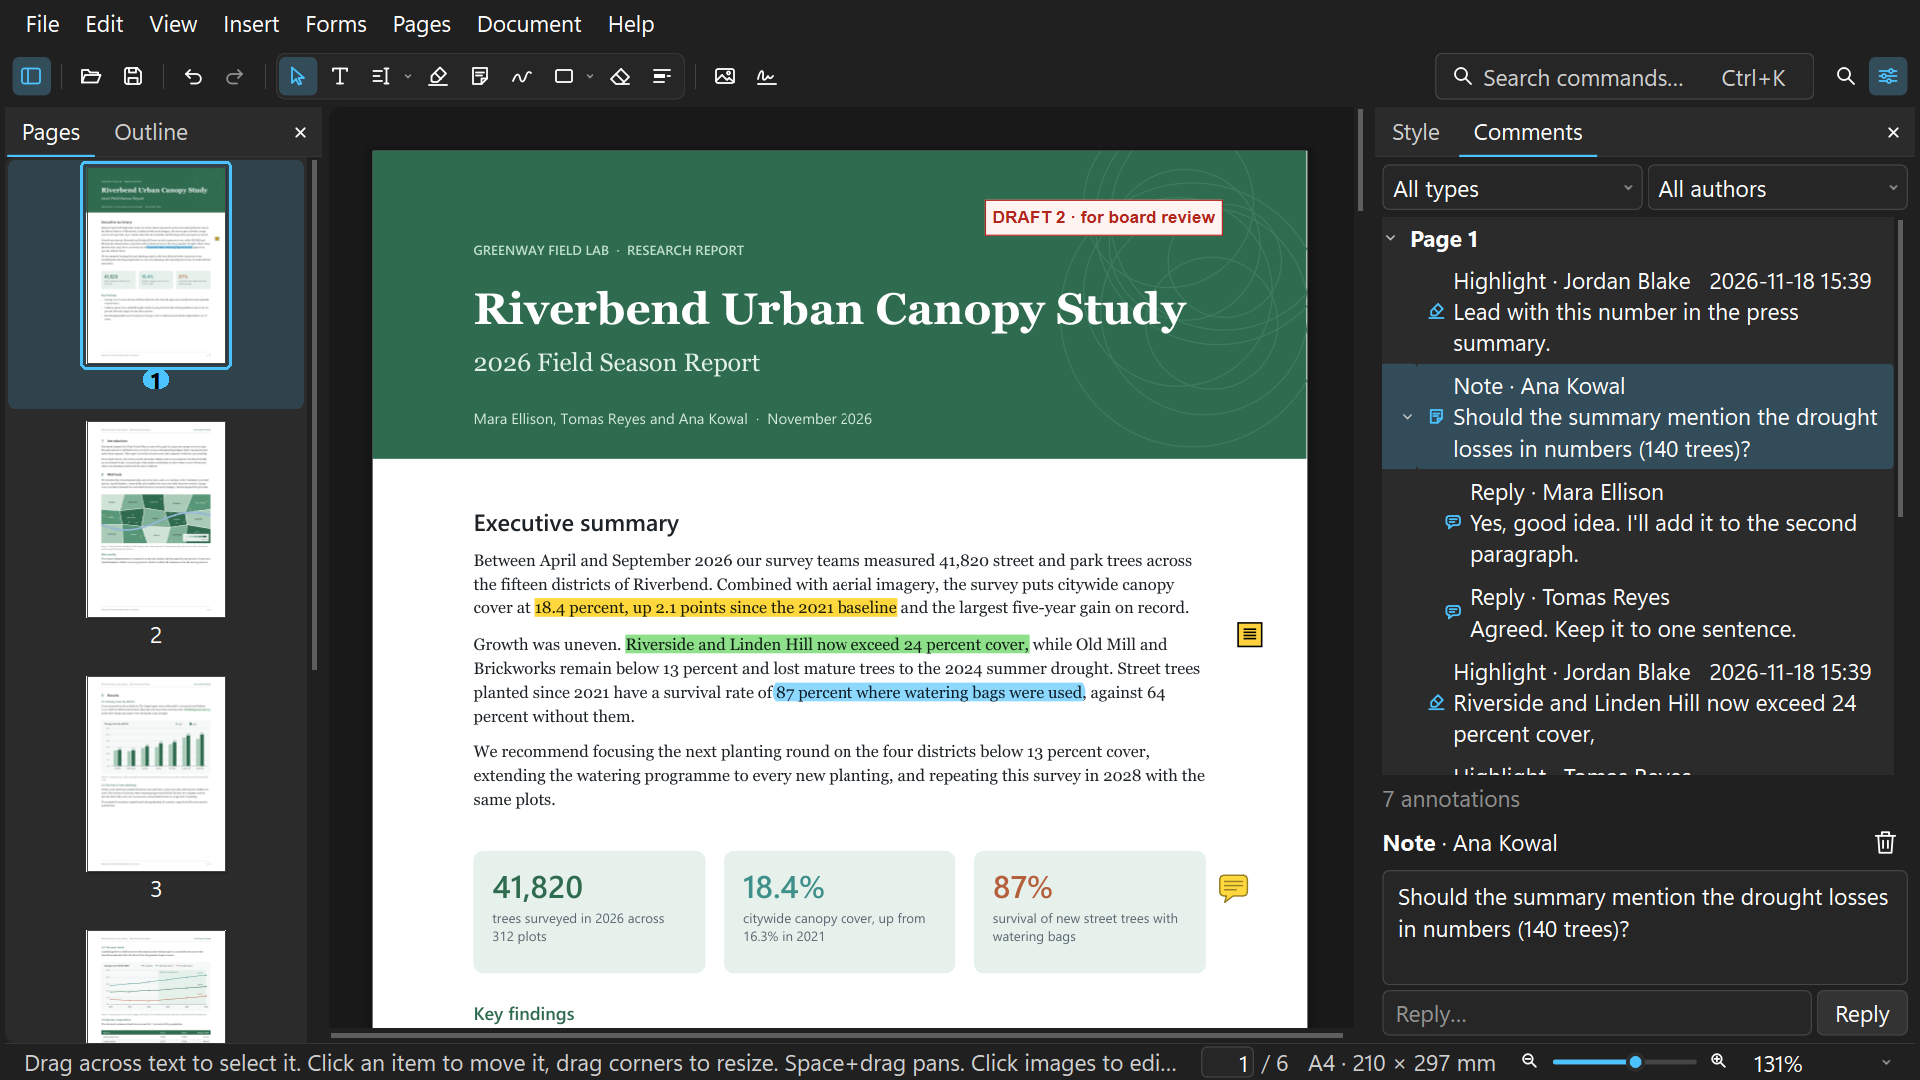 File Edit View Insert Forms Pages Document Help
Search commands... Ctrl+K
Pages Outline
1
2
3
DRAFT 2 · for board review
GREENWAY FIELD LAB · RESEARCH REPORT
Riverbend Urban Canopy Study
2026 Field Season Report
Mara Ellison, Tomas Reyes and Ana Kowal · November 2026
Executive summary
Between April and September 2026 our survey teams measured 41,820 street and park trees across
the fifteen districts of Riverbend. Combined with aerial imagery, the survey puts citywide canopy
cover at 18.4 percent, up 2.1 points since the 2021 baseline and the largest five-year gain on record.
Growth was uneven. Riverside and Linden Hill now exceed 24 percent cover, while Old Mill and
Brickworks remain below 13 percent and lost mature trees to the 2024 summer drought. Street trees
planted since 2021 have a survival rate of 87 percent where watering bags were used, against 64
percent without them.
We recommend focusing the next planting round on the four districts below 13 percent cover,
extending the watering programme to every new planting, and repeating this survey in 2028 with the
same plots.
41,820
trees surveyed in 2026 across
312 plots
18.4%
citywide canopy cover, up from
16.3% in 2021
87%
survival of new street trees with
watering bags
Key findings
Style Comments
All types All authors
Page 1
Highlight · Jordan Blake 2026-11-18 15:39
Lead with this number in the press
summary.
Note · Ana Kowal
Should the summary mention the drought
losses in numbers (140 trees)?
Reply · Mara Ellison
Yes, good idea. I'll add it to the second
paragraph.
Reply · Tomas Reyes
Agreed. Keep it to one sentence.
Highlight · Jordan Blake 2026-11-18 15:39
Riverside and Linden Hill now exceed 24
percent cover,
Highlight · Tomas Reyes
7 annotations
Note · Ana Kowal
Should the summary mention the drought losses
in numbers (140 trees)?
Reply...
Reply
Drag across text to select it. Click an item to move it, drag corners to resize. Space+drag pans. Click images to edi... 1 / 6 A4 · 210 × 297 mm 131%